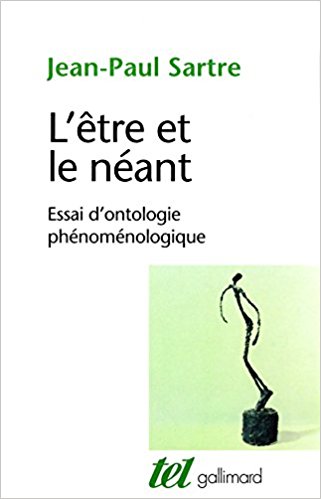 Jean-Paul Sartre
L'être et
le néant
Essai d'ontologie
phénoménologique
tel gallimard